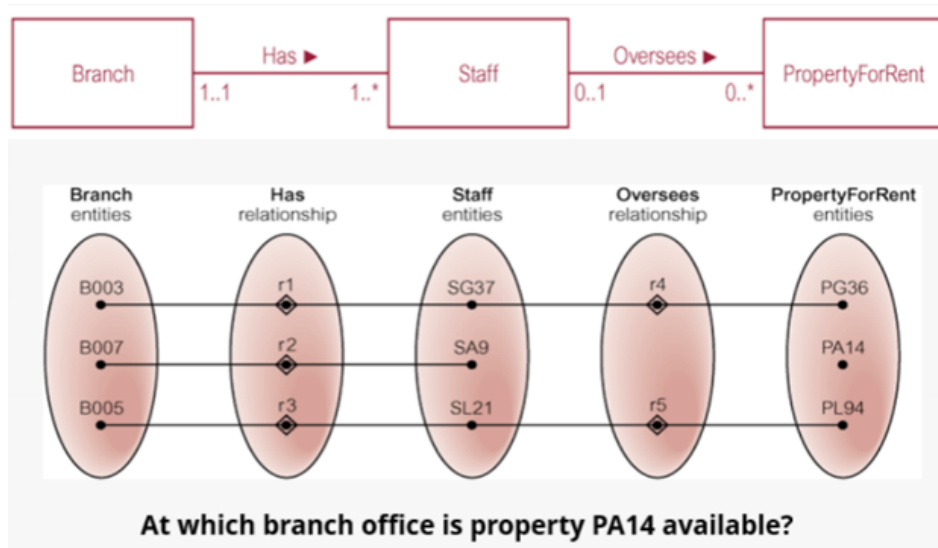 Has ►
Oversees ►
Branch
Staff
PropertyForRent
1..1
1..*
0..1
0..*
Branch
entities
Has
relationship
Staff
entities
Oversees
relationship
PropertyForRent
entities
B003
r1
SG37
r4
PG36
B007
r2
SA9
PA14
B005
r3
SL21
r5
PL94
At which branch office is property PA14 available?